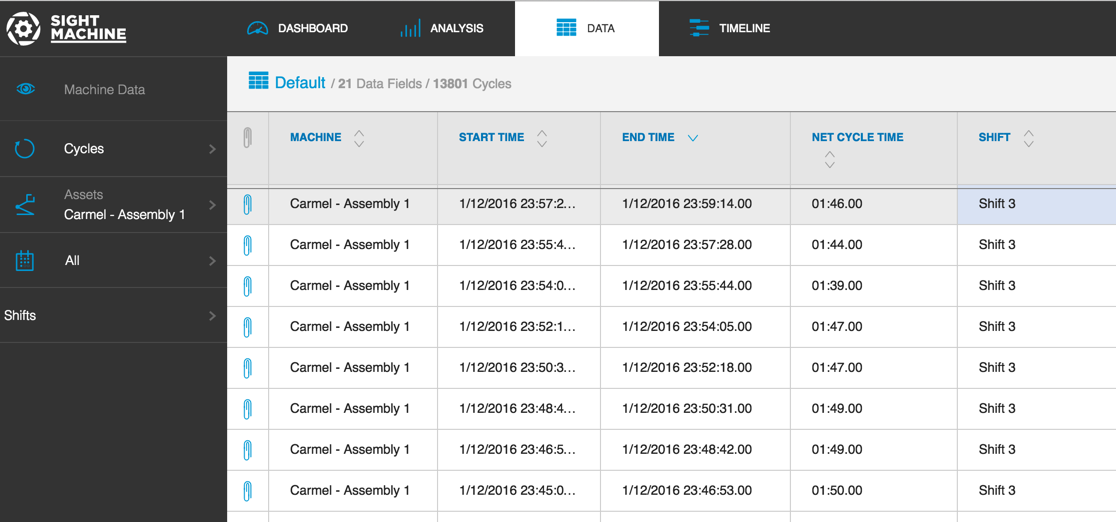 SIGHT
MACHINE
DASHBOARD
ANALYSIS
DATA
TIMELINE
Machine Data
Cycles
Assets
Carmel - Assembly 1
All
Shifts
Default / 21 Data Fields / 13801 Cycles
MACHINE START TIME END TIME NET CYCLE TIME SHIFT
Carmel - Assembly 1 1/12/2016 23:57:2... 1/12/2016 23:59:14.00 01:46.00 Shift 3
Carmel - Assembly 1 1/12/2016 23:55:4... 1/12/2016 23:57:28.00 01:44.00 Shift 3
Carmel - Assembly 1 1/12/2016 23:54:0... 1/12/2016 23:55:44.00 01:39.00 Shift 3
Carmel - Assembly 1 1/12/2016 23:52:1... 1/12/2016 23:54:05.00 01:47.00 Shift 3
Carmel - Assembly 1 1/12/2016 23:50:3... 1/12/2016 23:52:18.00 01:47.00 Shift 3
Carmel - Assembly 1 1/12/2016 23:48:4... 1/12/2016 23:50:31.00 01:49.00 Shift 3
Carmel - Assembly 1 1/12/2016 23:46:5... 1/12/2016 23:48:42.00 01:49.00 Shift 3
Carmel - Assembly 1 1/12/2016 23:45:0... 1/12/2016 23:46:53.00 01:50.00 Shift 3